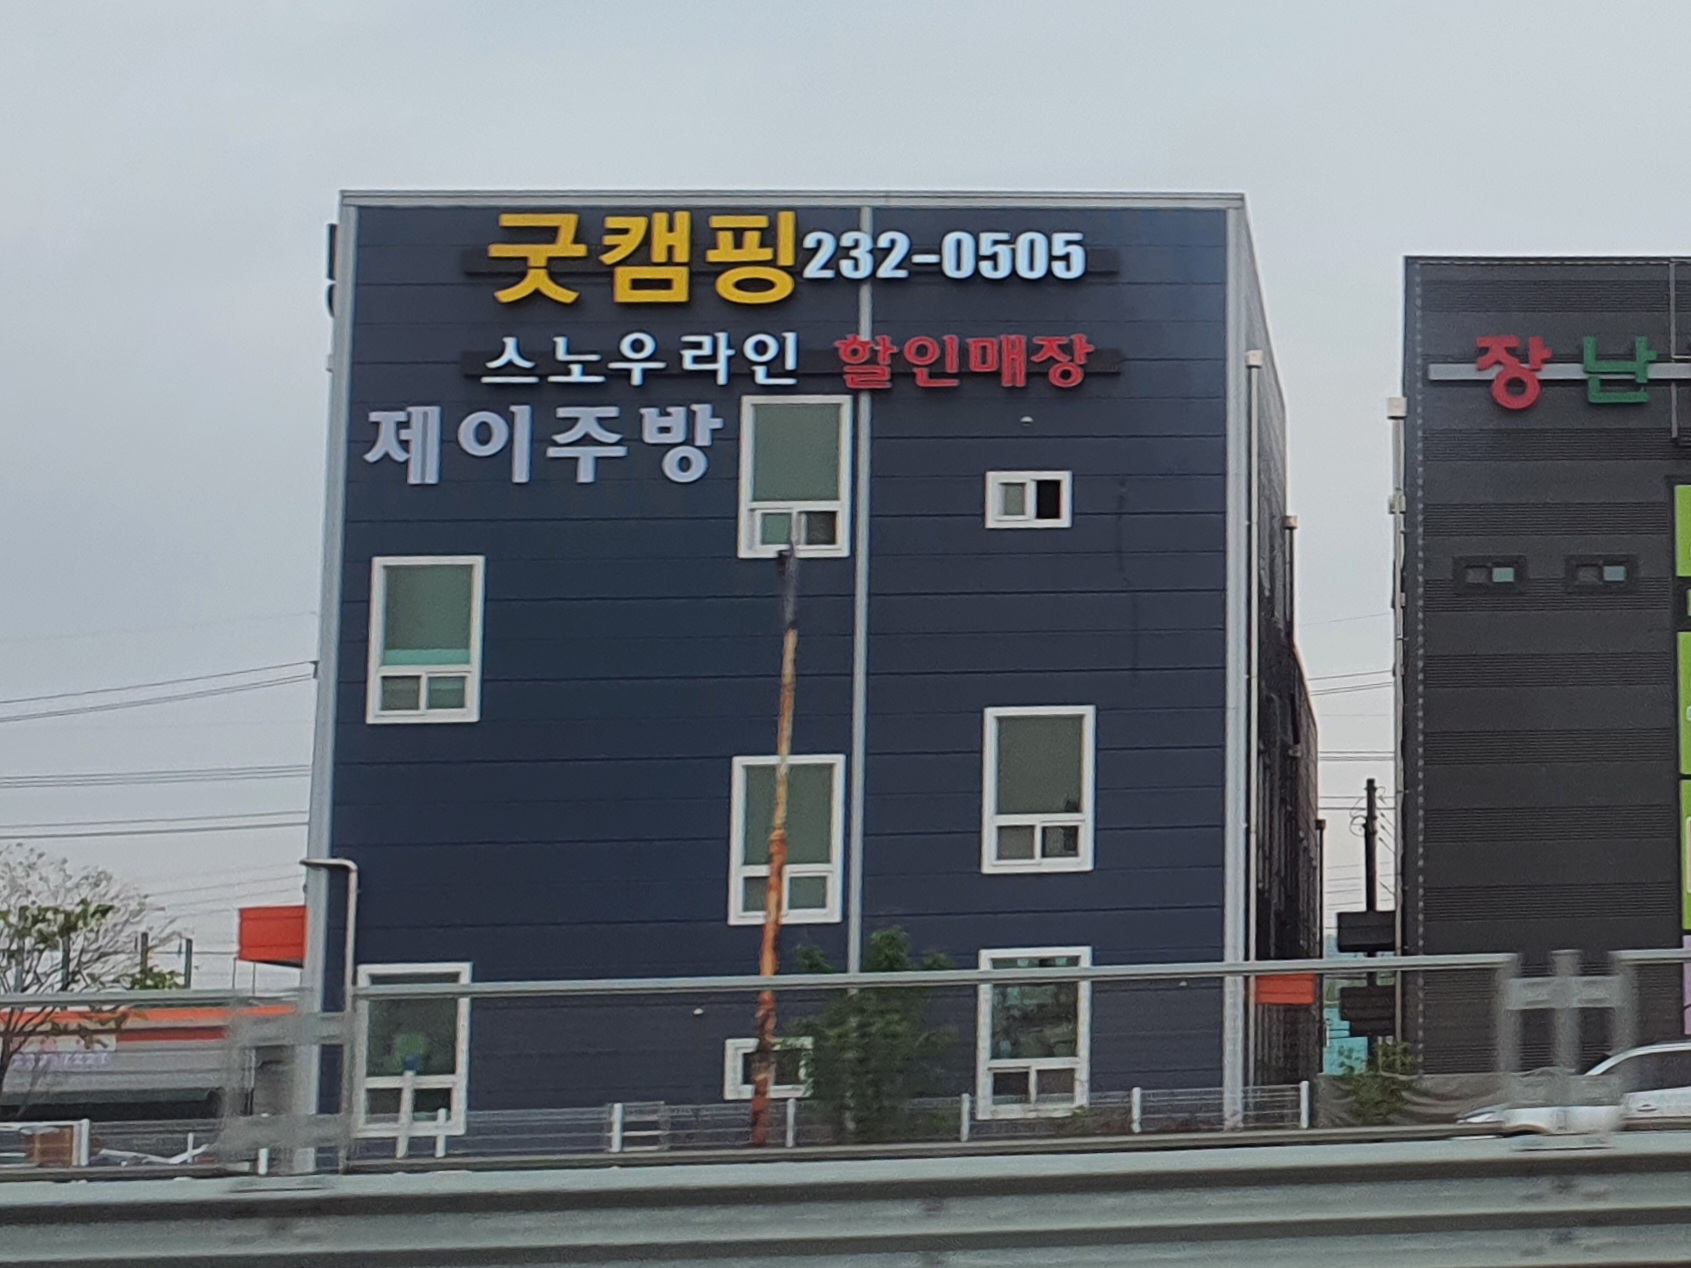 굿캠핑 232-0505
스노우라인 할인매장
제이주방
장난